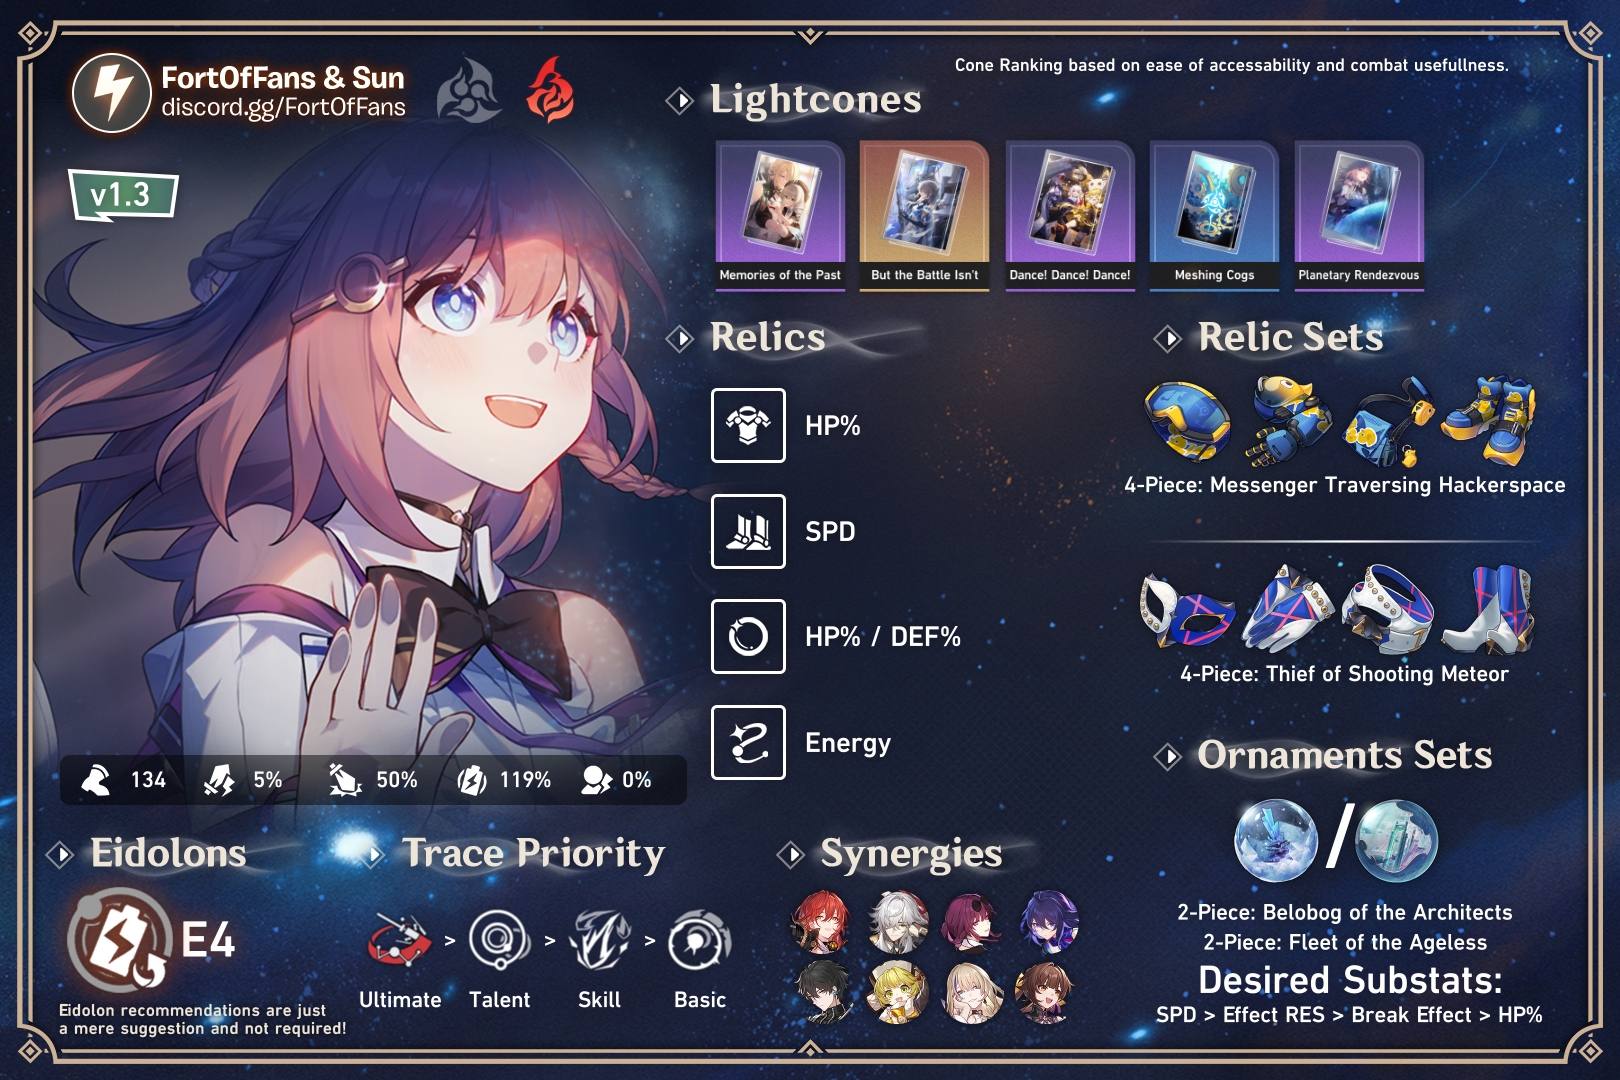 FortOfFans & Sun
discord.gg/FortOfFans
v1.3
Cone Ranking based on ease of accessability and combat usefullness.
Lightcones
Memories of the Past
But the Battle Isn't
Dance! Dance! Dance!
Meshing Cogs
Planetary Rendezvous
Relics
HP%
SPD
HP% / DEF%
Energy
Relic Sets
4-Piece: Messenger Traversing Hackerspace
4-Piece: Thief of Shooting Meteor
Ornaments Sets
/
2-Piece: Belobog of the Architects
2-Piece: Fleet of the Ageless
Desired Substats:
SPD > Effect RES > Break Effect > HP%
134 5% 50% 119% 0%
Eidolons
E4
Eidolon recommendations are just
a mere suggestion and not required!
Trace Priority
> > >
Ultimate Talent Skill Basic
Synergies